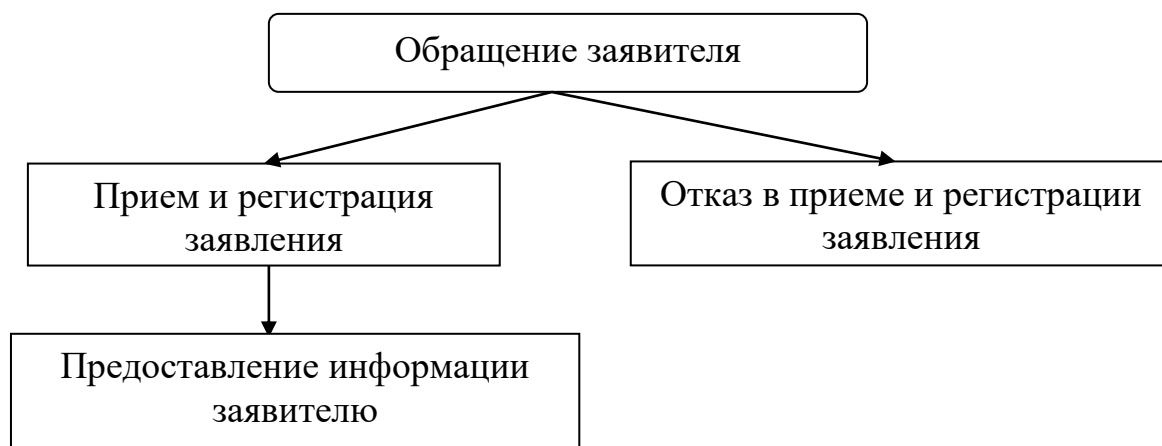 Обращение заявителя
Прием и регистрация
заявления
Отказ в приеме и регистрации
заявления
Предоставление информации
заявителю